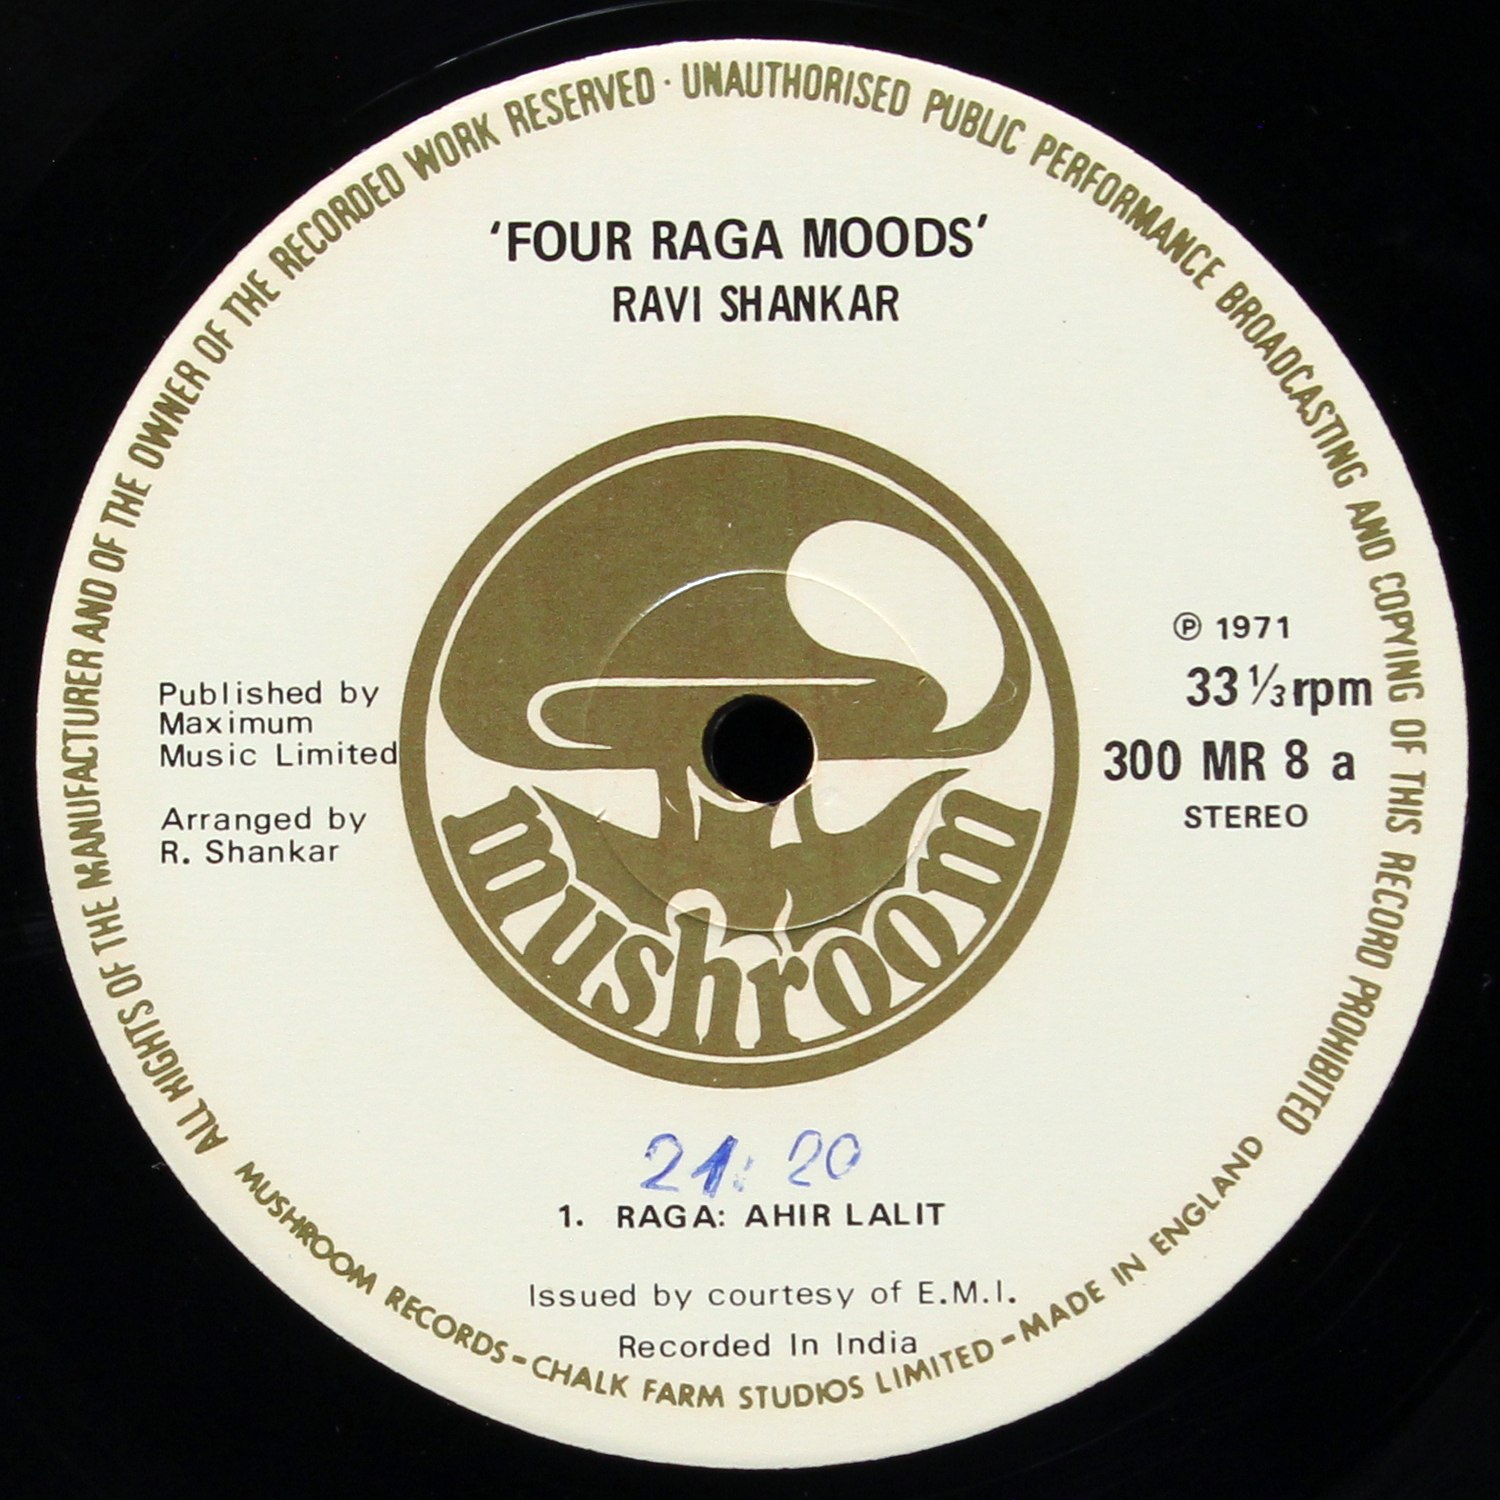 ALL RIGHTS OF THE MANUFACTURER AND OF THE OWNER OF THE RECORDED WORK RESERVED · UNAUTHORISED PUBLIC PERFORMANCE BROADCASTING AND COPYING OF THIS RECORD PROHIBITED
'FOUR RAGA MOODS'
RAVI SHANKAR
Published by
Maximum
Music Limited
Arranged by
R. Shankar
mushroom
℗ 1971
33 ⅓ rpm
300 MR 8 a
STEREO
21:20
1. RAGA: AHIR LALIT
Issued by courtesy of E.M.I.
Recorded In India
MUSHROOM RECORDS - CHALK FARM STUDIOS LIMITED - MADE IN ENGLAND